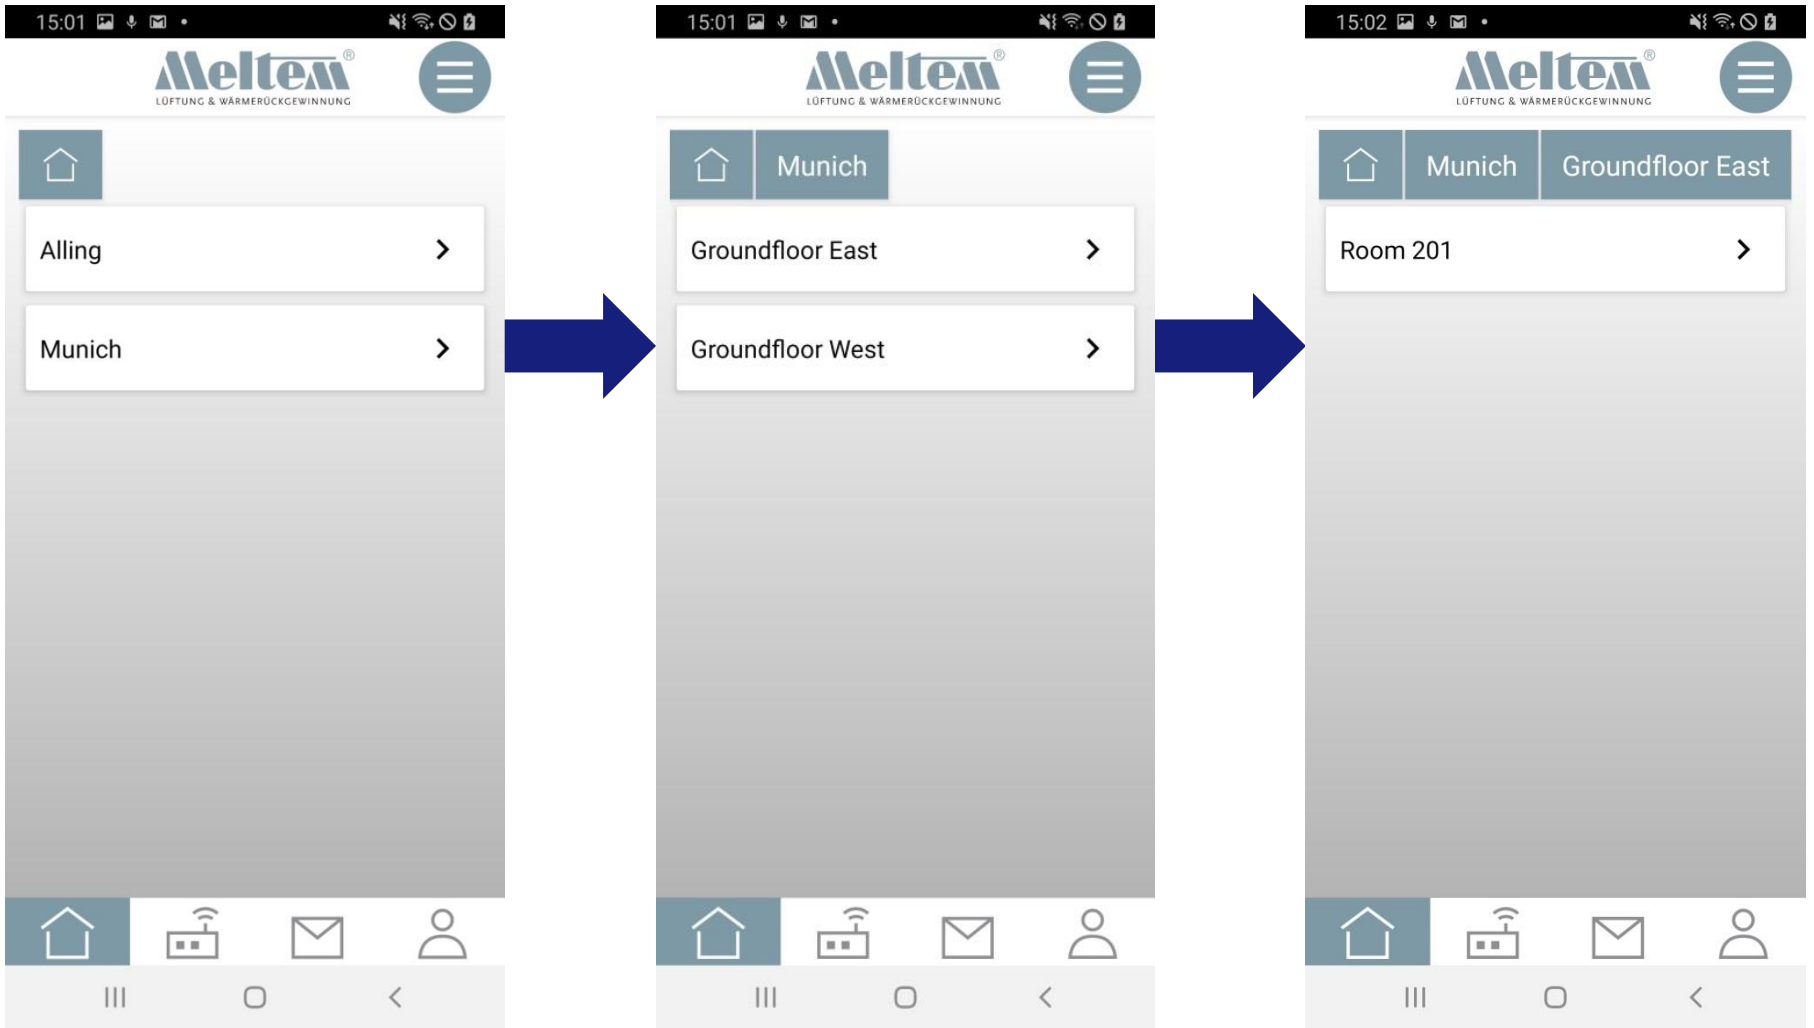 15:01
Meltem®
LÜFTUNG & WÄRMERÜCKGEWINNUNG
Alling
Munich
15:01
Meltem®
LÜFTUNG & WÄRMERÜCKGEWINNUNG
Munich
Groundfloor East
Groundfloor West
15:02
Meltem®
LÜFTUNG & WÄRMERÜCKGEWINNUNG
Munich Groundfloor East
Room 201